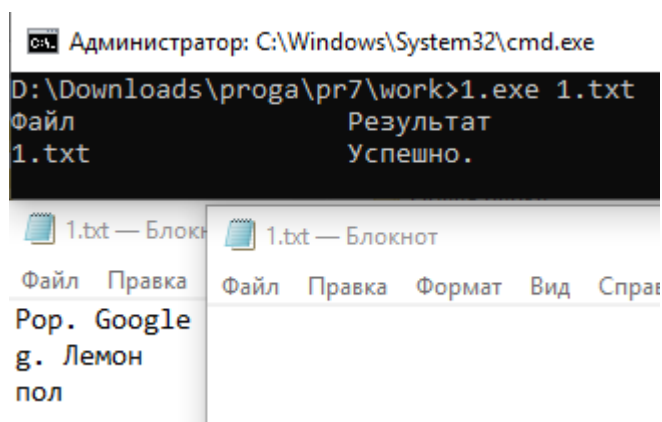 Администратор: C:\Windows\System32\cmd.exe
D:\Downloads\proga\pr7\work>1.exe 1.txt
Файл Результат
1.txt Успешно.
1.txt — Блокн
1.txt — Блокнот
Файл Правка
Файл Правка Формат Вид Справ
Pop. Google
g. Лемон
пол